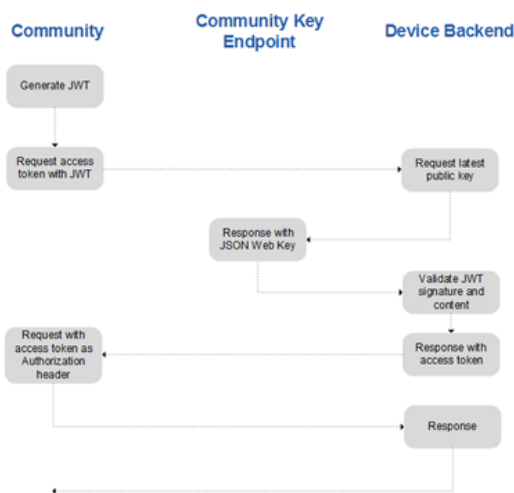 Community
Community Key
Endpoint
Device Backend
Generate JWT
Request access
token with JWT
Request latest
public key
Response with
JSON Web Key
Validate JWT
signature and
content
Request with
access token as
Authorization
header
Response with
access token
Response